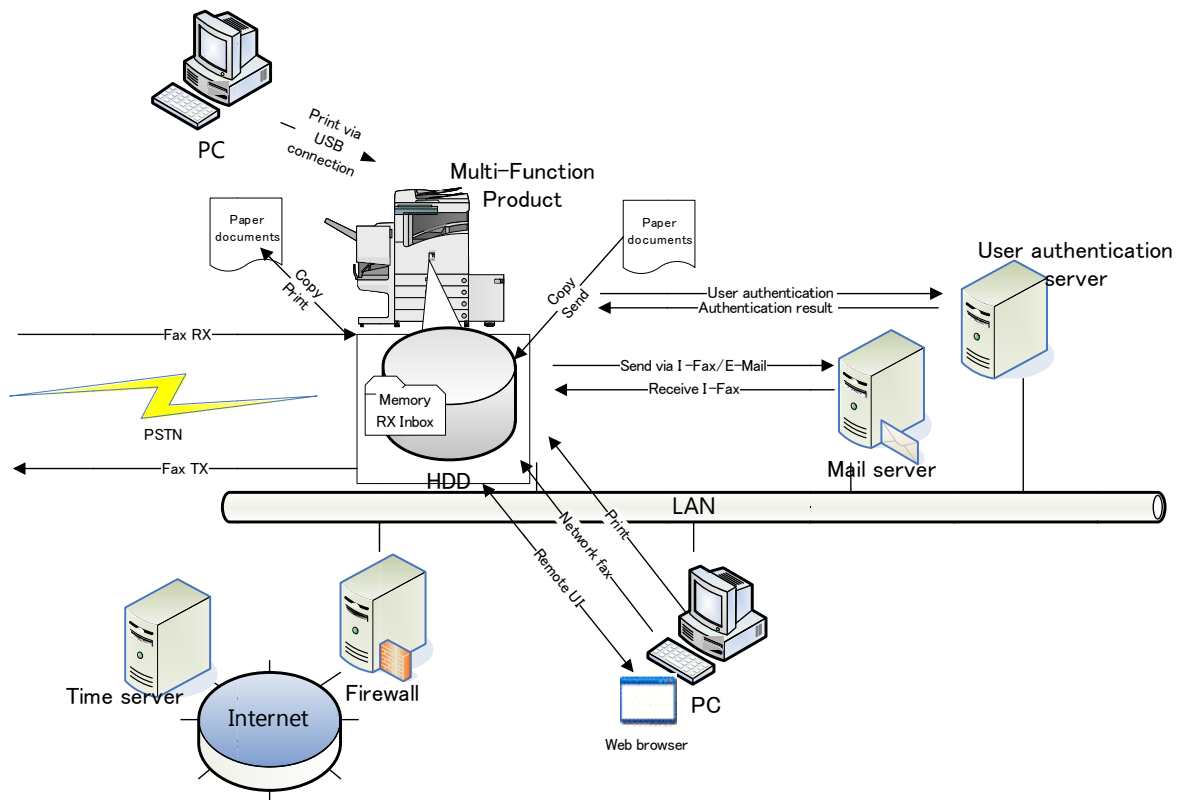 PC
Print via
USB
connection
Multi-Function
Product
Paper
documents
Copy
Print
Paper
documents
Copy
Send
User authentication
server
User authentication
Authentication result
Fax RX
Send via I-Fax/E-Mail
Receive I-Fax
Memory
RX Inbox
PSTN
Fax TX
HDD
Mail server
LAN
Print
Network fax
Remote UI
Time server
Firewall
Internet
PC
Web browser